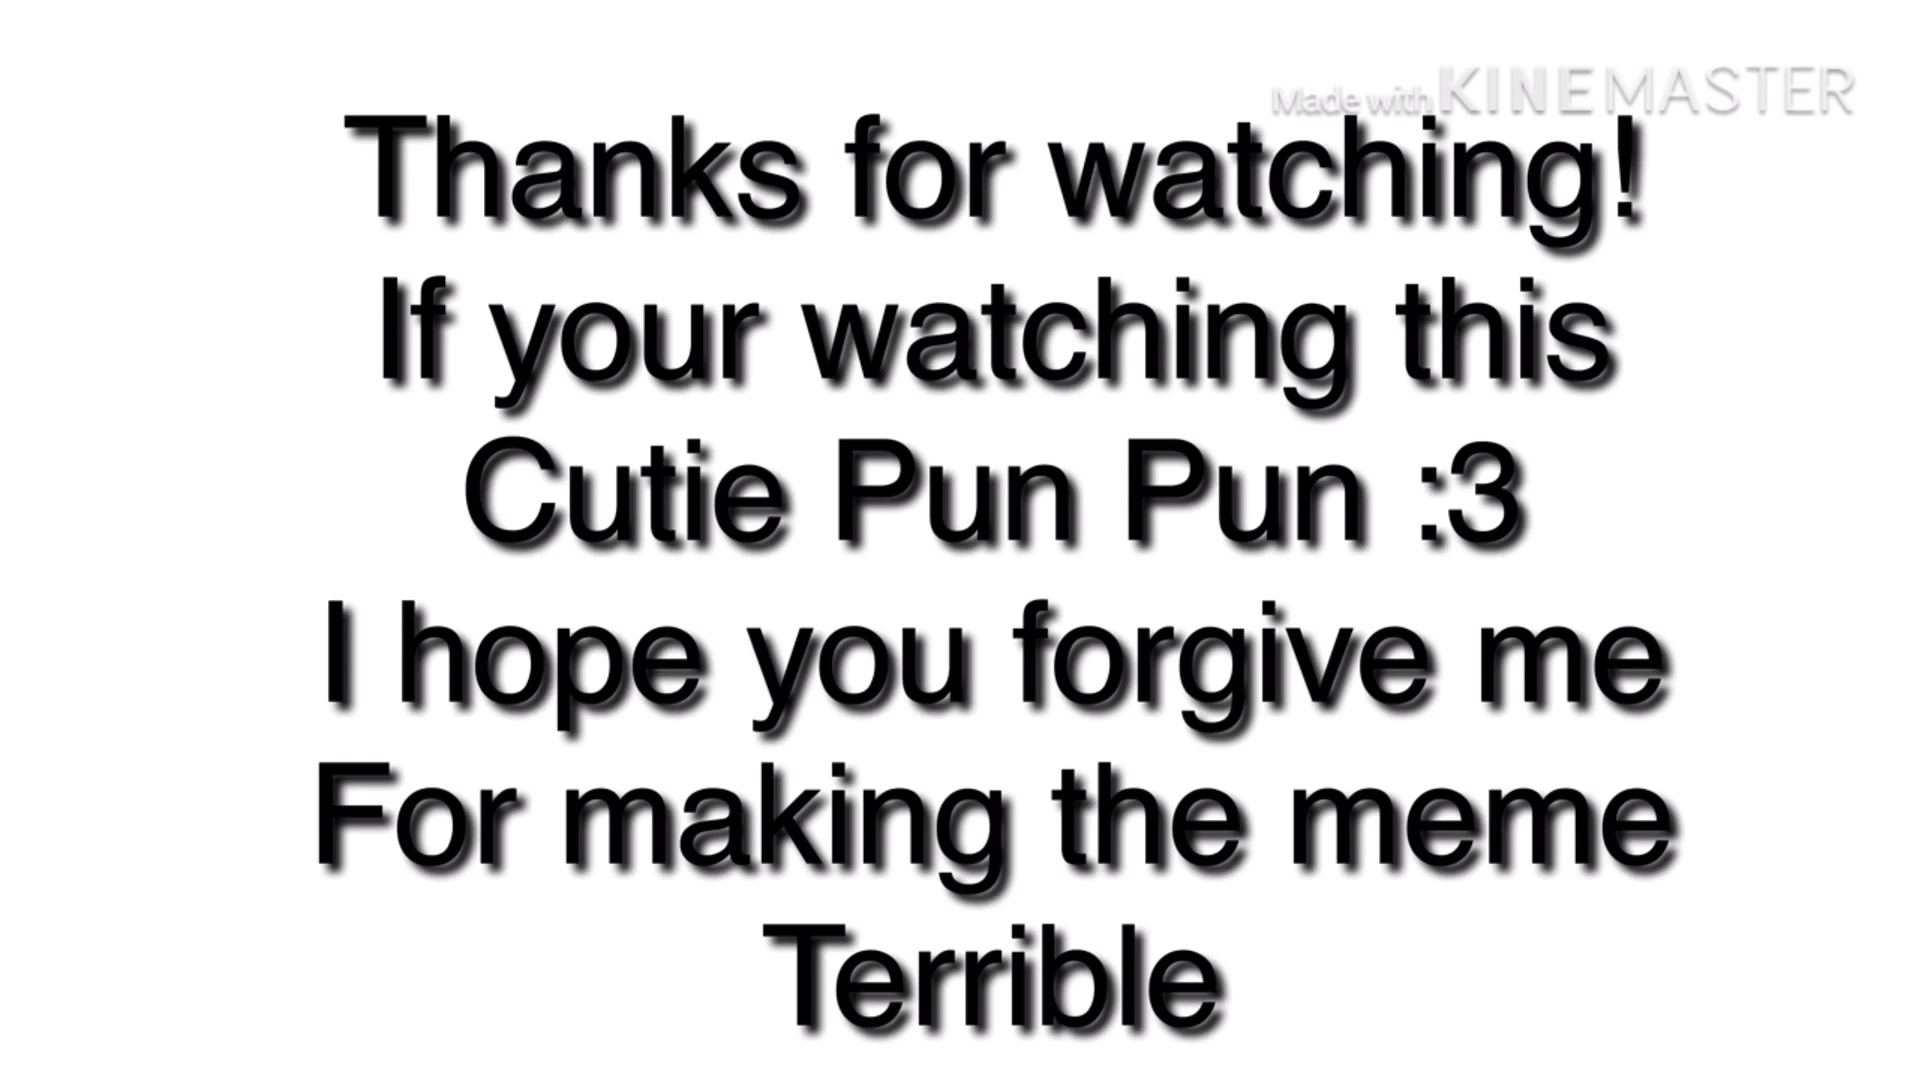 Made with KINEMASTER
Thanks for watching!
If your watching this
Cutie Pun Pun :3
I hope you forgive me
For making the meme
Terrible